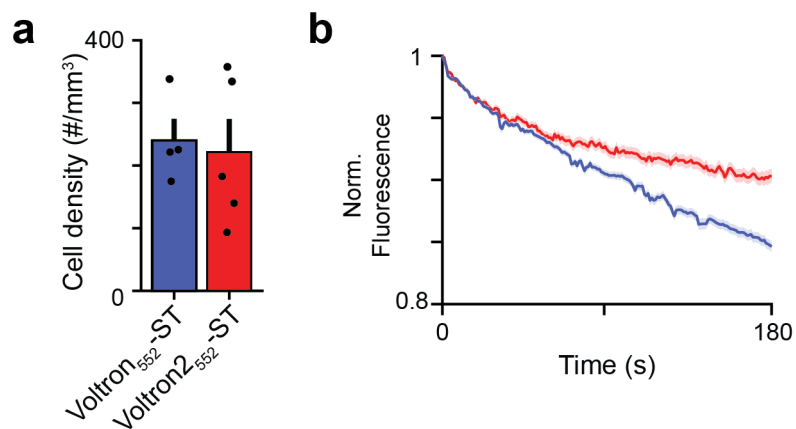 a
Cell density (#/mm³)
400
0
Voltron₅₅₂-ST
Voltron2₅₅₂-ST
b
Norm.
Fluorescence
1
0.8
0
180
Time (s)